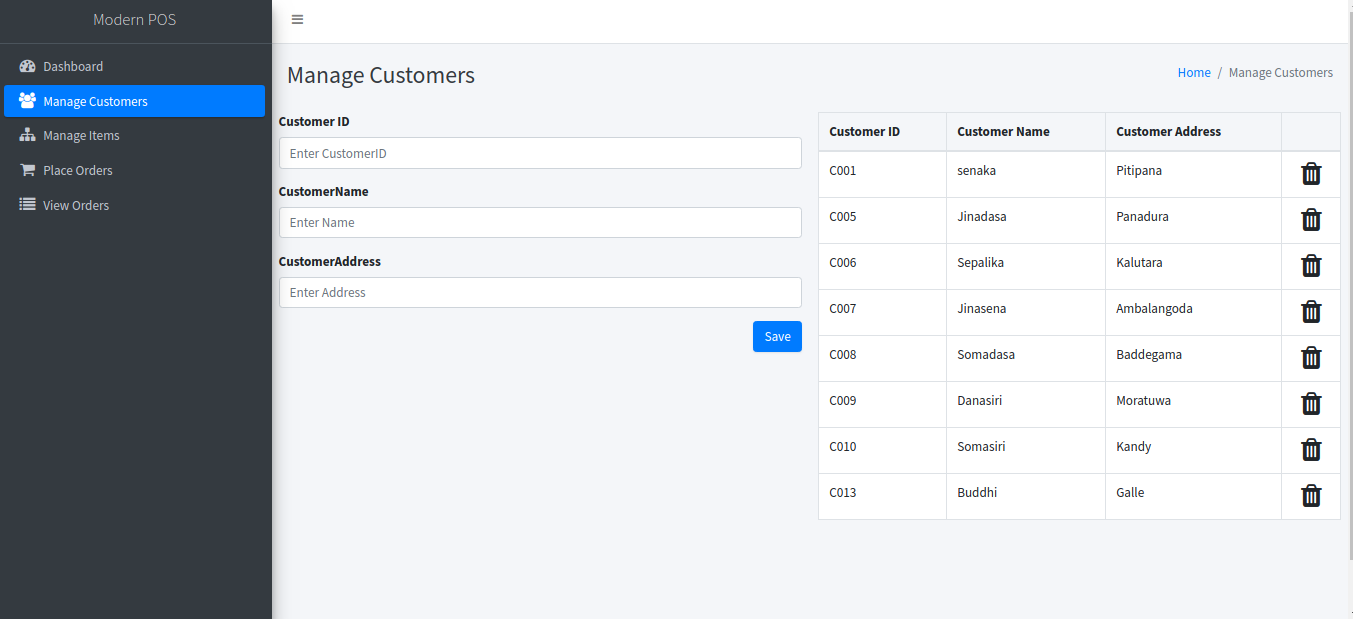 Modern POS
Dashboard
Manage Customers
Manage Items
Place Orders
View Orders
Manage Customers
Home / Manage Customers
Customer ID
Enter CustomerID
CustomerName
Enter Name
CustomerAddress
Enter Address
Save
Customer ID Customer Name Customer Address
C001 senaka Pitipana
C005 Jinadasa Panadura
C006 Sepalika Kalutara
C007 Jinasena Ambalangoda
C008 Somadasa Baddegama
C009 Danasiri Moratuwa
C010 Somasiri Kandy
C013 Buddhi Galle